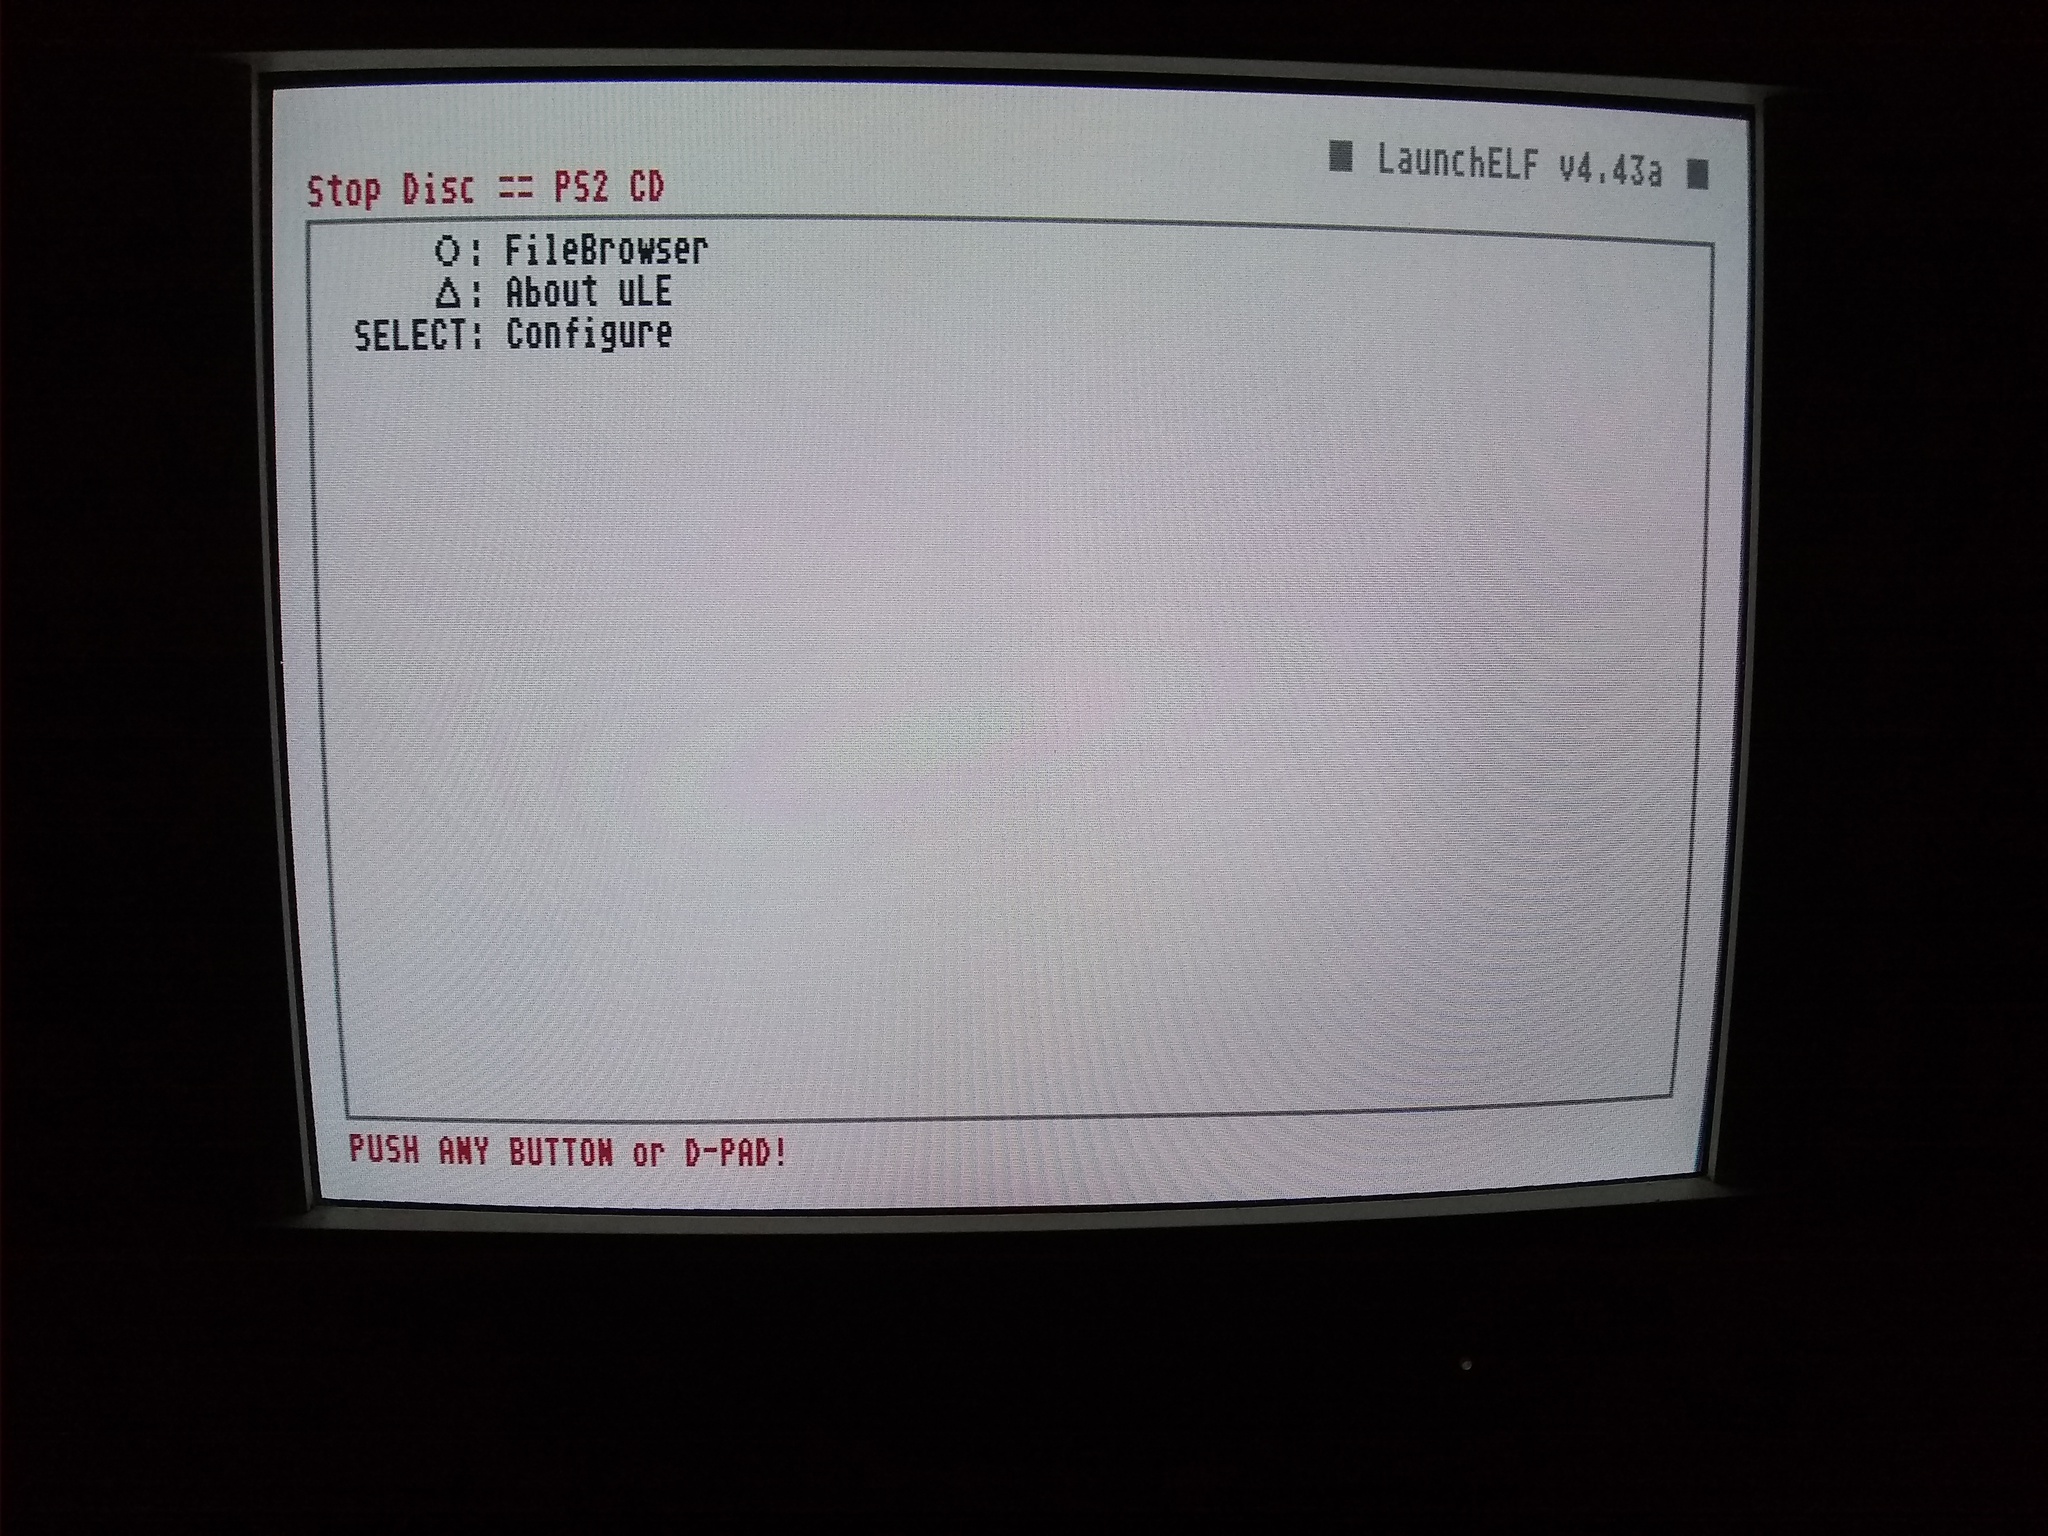 ■ LaunchELF v4.43a ■
Stop Disc == PS2 CD
O: FileBrowser
Δ: About uLE
SELECT: Configure
PUSH ANY BUTTON or D-PAD!